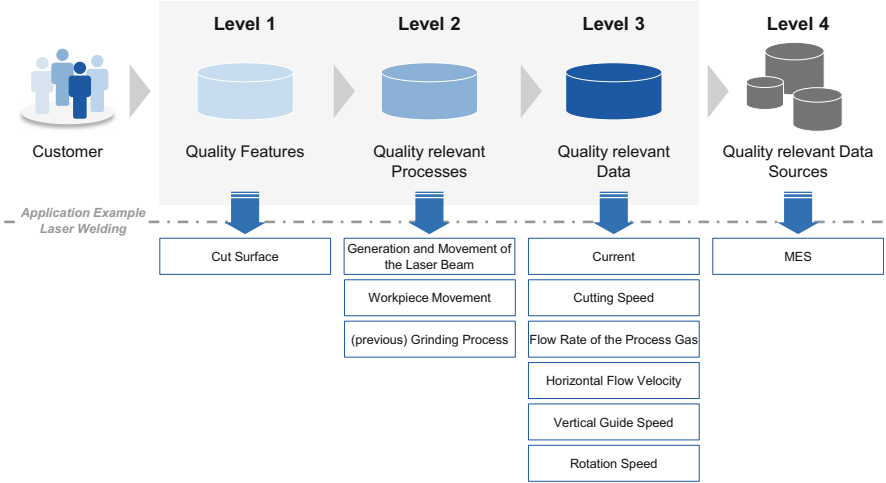 Level 1
Level 2
Level 3
Level 4
Customer
Quality Features
Quality relevant
Processes
Quality relevant
Data
Quality relevant Data
Sources
Application Example
Laser Welding
Cut Surface
Generation and Movement of
the Laser Beam
Workpiece Movement
(previous) Grinding Process
Current
Cutting Speed
Flow Rate of the Process Gas
Horizontal Flow Velocity
Vertical Guide Speed
Rotation Speed
MES